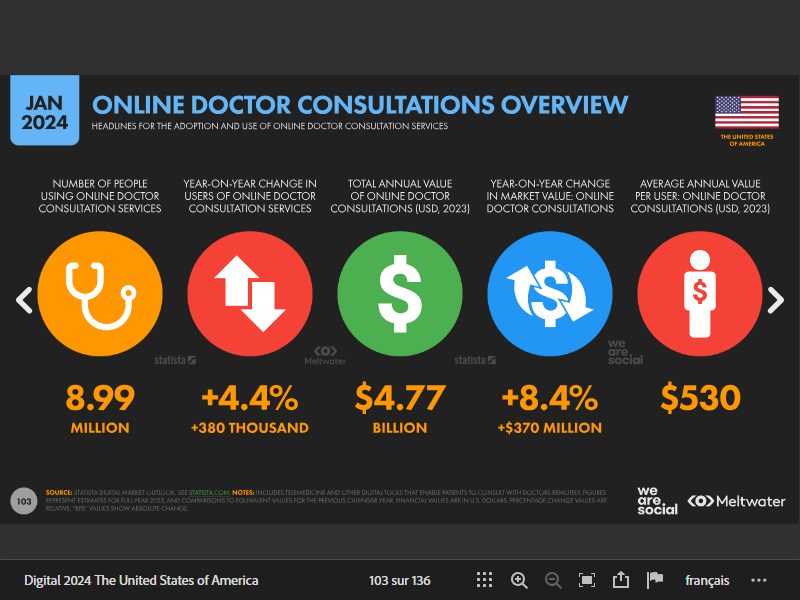 JAN
2024
ONLINE DOCTOR CONSULTATIONS OVERVIEW
HEADLINES FOR THE ADOPTION AND USE OF ONLINE DOCTOR CONSULTATION SERVICES
THE UNITED STATES
OF AMERICA
NUMBER OF PEOPLE
USING ONLINE DOCTOR
CONSULTATION SERVICES
YEAR-ON-YEAR CHANGE IN
USERS OF ONLINE DOCTOR
CONSULTATION SERVICES
TOTAL ANNUAL VALUE
OF ONLINE DOCTOR
CONSULTATIONS (USD, 2023)
YEAR-ON-YEAR CHANGE
IN MARKET VALUE: ONLINE
DOCTOR CONSULTATIONS
AVERAGE ANNUAL VALUE
PER USER: ONLINE DOCTOR
CONSULTATIONS (USD, 2023)
$
$
$
statista
Meltwater
statista
we
are.
social
8.99
MILLION
+4.4%
+380 THOUSAND
$4.77
BILLION
+8.4%
+$370 MILLION
$530
103
SOURCE: STATISTA DIGITAL MARKET OUTLOOK. SEE STATISTA.COM. NOTES: INCLUDES TELEMEDICINE AND OTHER DIGITAL TOOLS THAT ENABLE PATIENTS TO CONSULT WITH DOCTORS REMOTELY. FIGURES
REPRESENT ESTIMATES FOR FULL-YEAR 2023, AND COMPARISONS TO EQUIVALENT VALUES FOR THE PREVIOUS CALENDAR YEAR. FINANCIAL VALUES ARE IN U.S. DOLLARS. PERCENTAGE CHANGE VALUES ARE
RELATIVE; "BPS" VALUES SHOW ABSOLUTE CHANGE.
we
are.
social
Meltwater
Digital 2024 The United States of America
103 sur 136
français